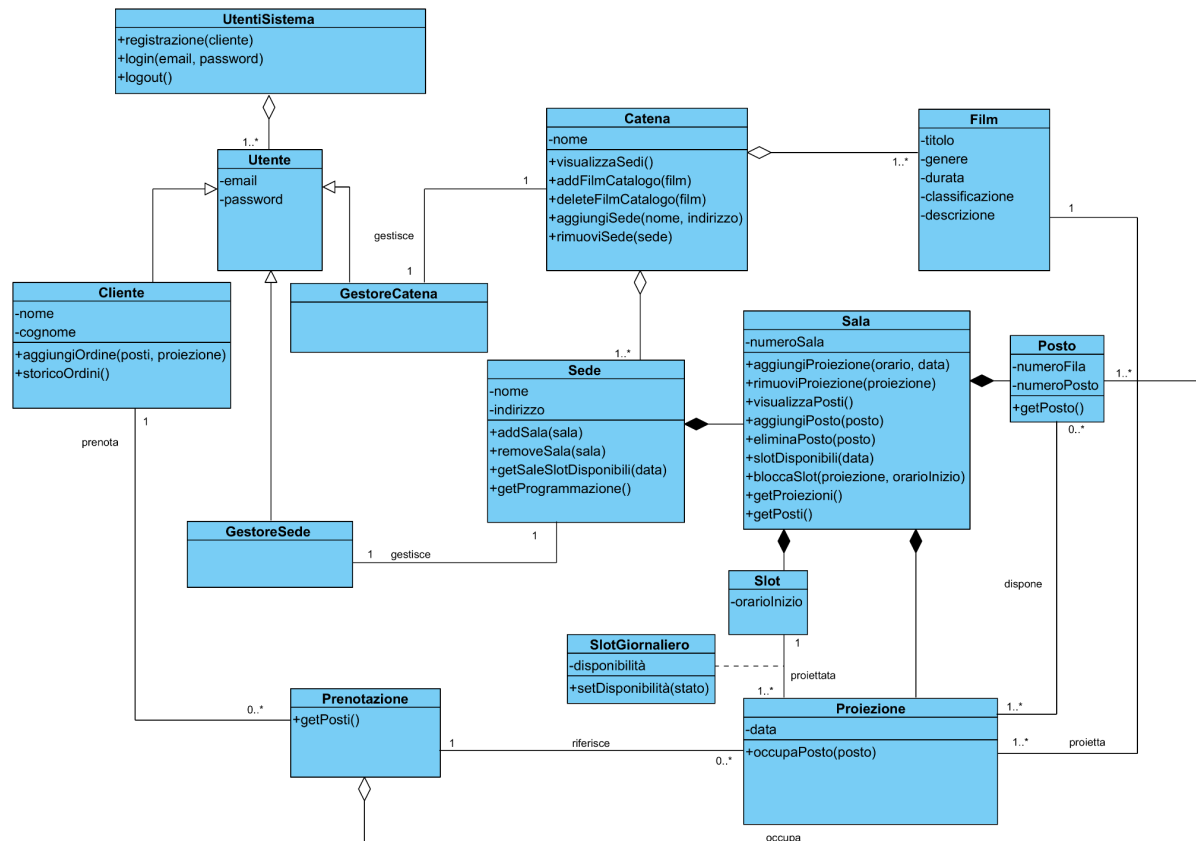 UtentiSistema
+registrazione(cliente)
+login(email, password)
+logout()
1..*
Utente
-email
-password
Catena
-nome
+visualizzaSedi()
+addFilmCatalogo(film)
+deleteFilmCatalogo(film)
+aggiungiSede(nome, indirizzo)
+rimuoviSede(sede)
1..*
Film
-titolo
-genere
-durata
-classificazione
-descrizione
1
1
gestisce
1
GestoreCatena
Cliente
-nome
-cognome
+aggiungiOrdine(posti, proiezione)
+storicoOrdini()
1
prenota
1..*
Sede
-nome
-indirizzo
+addSala(sala)
+removeSala(sala)
+getSaleSlotDisponibili(data)
+getProgrammazione()
1
Sala
-numeroSala
+aggiungiProiezione(orario, data)
+rimuoviProiezione(proiezione)
+visualizzaPosti()
+aggiungiPosto(posto)
+eliminaPosto(posto)
+slotDisponibili(data)
+bloccaSlot(proiezione, orarioInizio)
+getProiezioni()
+getPosti()
Posto
-numeroFila
-numeroPosto
+getPosto()
1..*
0..*
GestoreSede
1
gestisce
dispone
Slot
-orarioInizio
1
SlotGiornaliero
-disponibilità
+setDisponibilità(stato)
proiettata
1..*
Prenotazione
+getPosti()
0..*
1
riferisce
0..*
Proiezione
-data
+occupaPosto(posto)
1..*
1..*
proietta
occupa